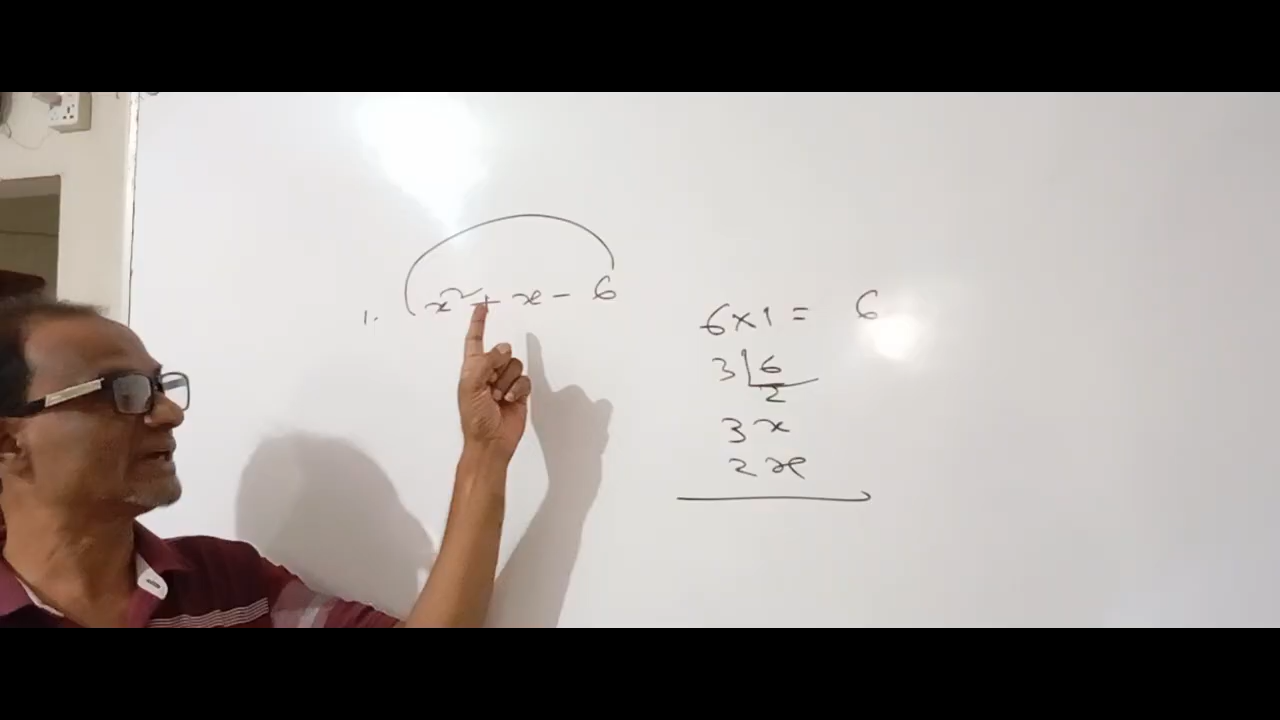 1. x² + x - 6
6 x 1 = 6
3 | 6
2
3x
2x